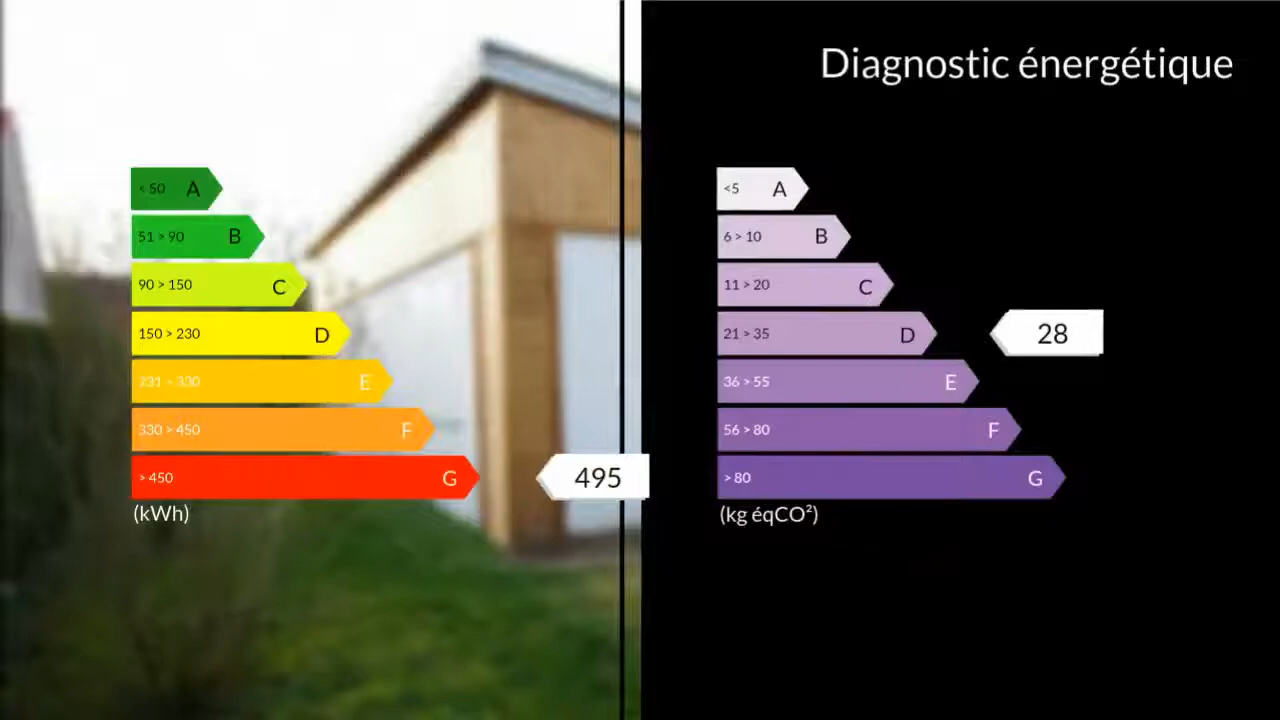 Diagnostic énergétique
< 50 A
51 > 90 B
90 > 150 C
150 > 230 D
231 > 330 E
330 > 450 F
> 450 G
495
(kWh)
<5 A
6 > 10 B
11 > 20 C
21 > 35 D
28
36 > 55 E
56 > 80 F
> 80 G
(kg éqCO²)